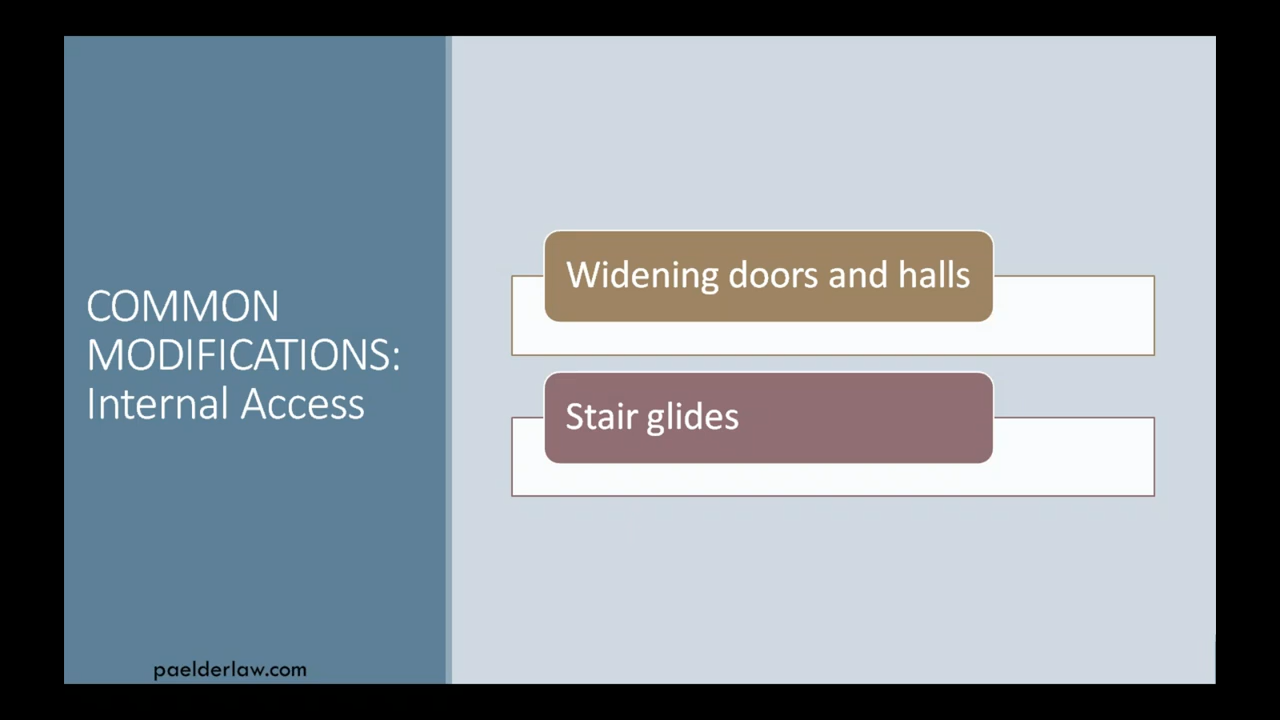 COMMON
MODIFICATIONS:
Internal Access
Widening doors and halls
Stair glides
paelderlaw.com